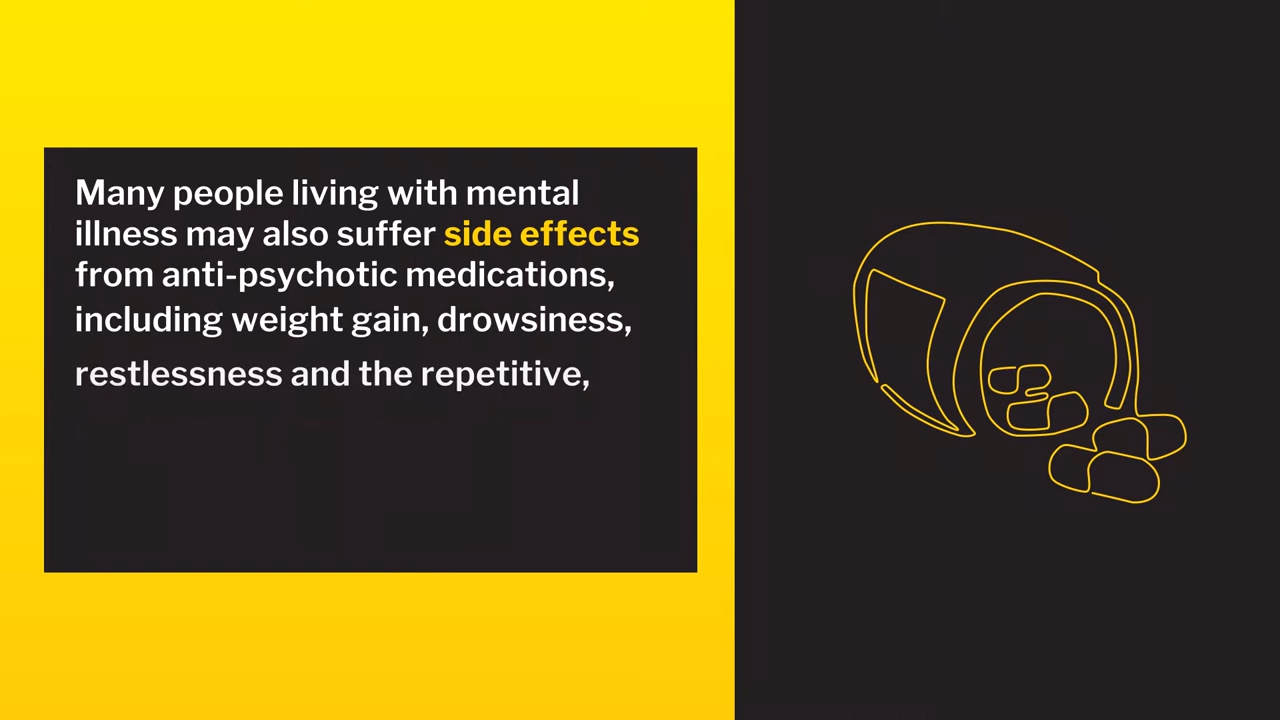 Many people living with mental
illness may also suffer side effects
from anti-psychotic medications,
including weight gain, drowsiness,
restlessness and the repetitive,